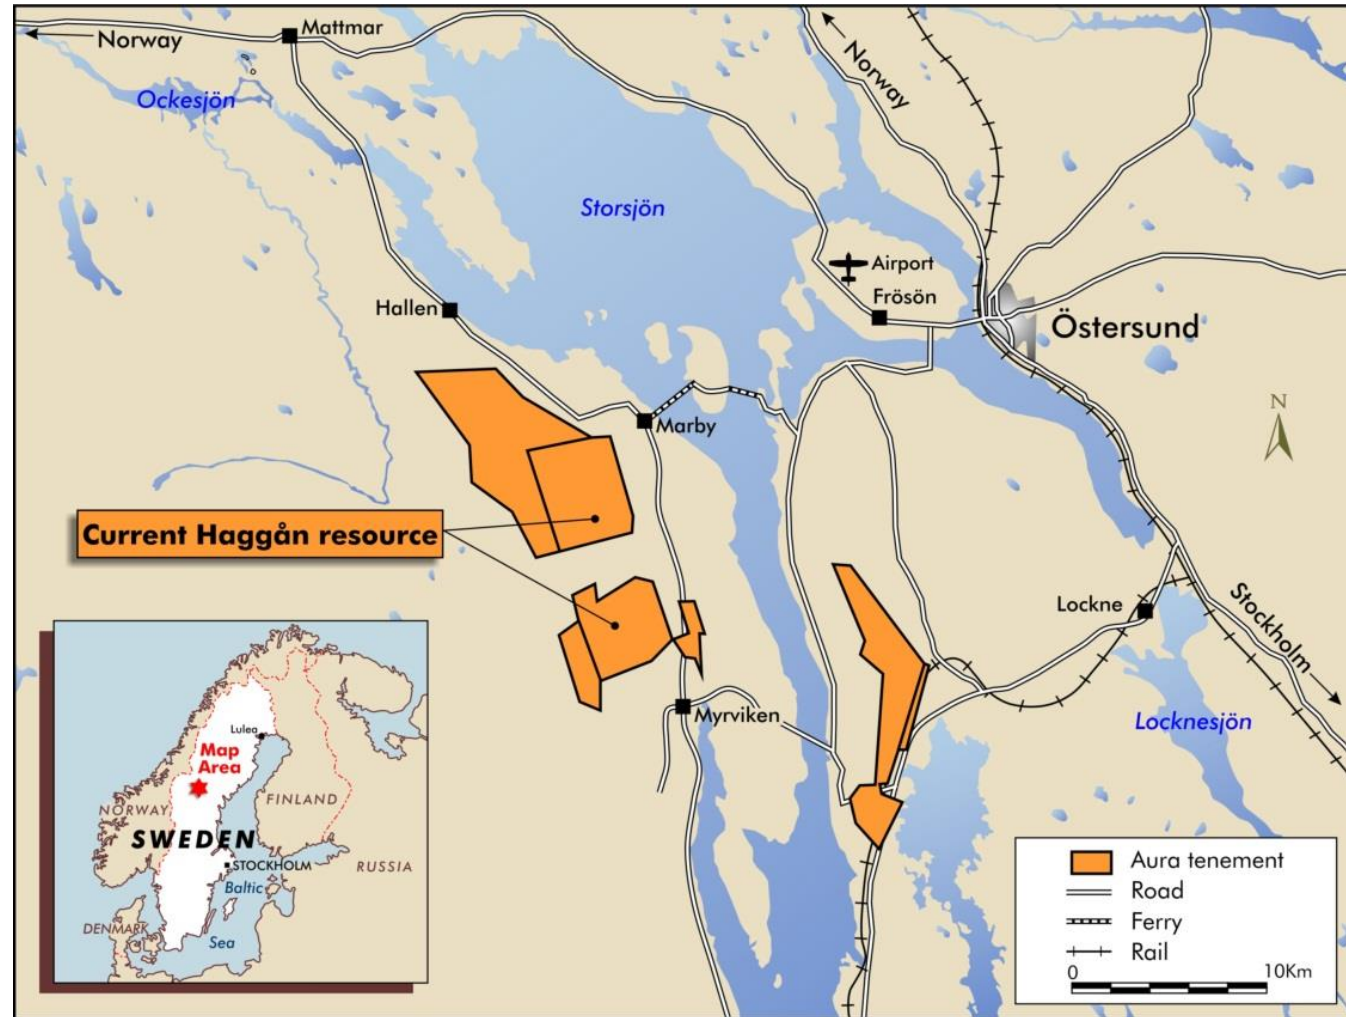 Norway
Mattmar
Norway
Ockesjön
Storsjön
Airport
Frösön
Hallen
Östersund
Marby
N
Current Haggån resource
Lockne
Stockholm
Myrviken
Locknesjön
Lulea
Map
Area
NORWAY
FINLAND
SWEDEN
STOCKHOLM
RUSSIA
Baltic
DENMARK
Sea
Aura tenement
Road
Ferry
Rail
0 10Km